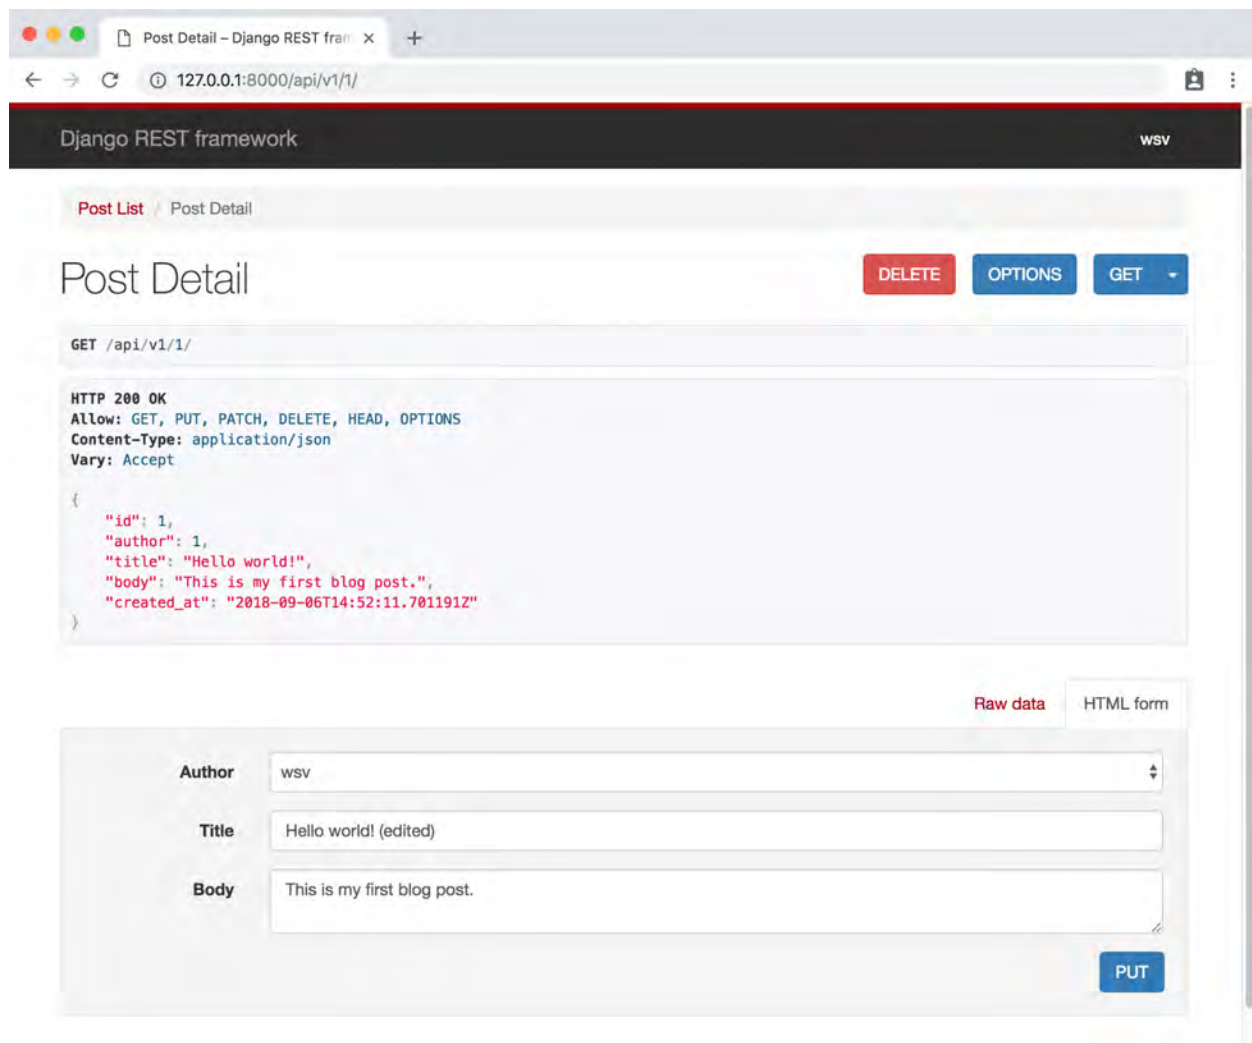 Post Detail – Django REST fram
127.0.0.1:8000/api/v1/1/
Django REST framework wsv
Post List / Post Detail
Post Detail DELETE OPTIONS GET
GET /api/v1/1/
HTTP 200 OK
Allow: GET, PUT, PATCH, DELETE, HEAD, OPTIONS
Content-Type: application/json
Vary: Accept
{
"id": 1,
"author": 1,
"title": "Hello world!",
"body": "This is my first blog post.",
"created_at": "2018-09-06T14:52:11.701191Z"
}
Raw data HTML form
Author wsv
Title Hello world! (edited)
Body This is my first blog post.
PUT